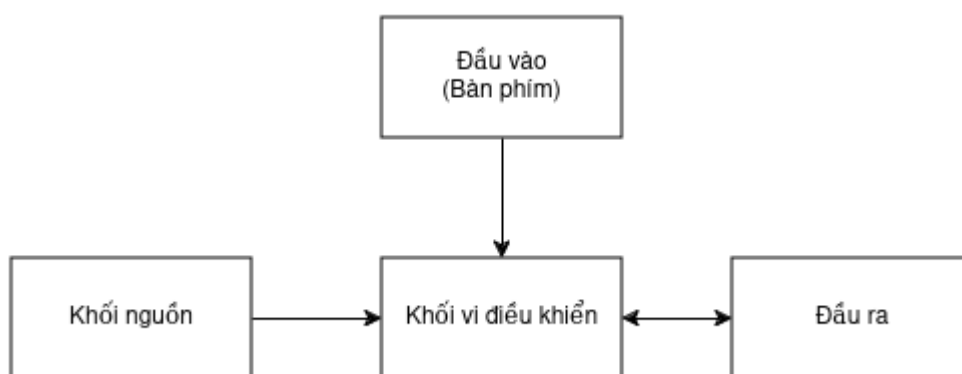 Đầu vào
(Bàn phím)
Khối nguồn
Khối vi điều khiển
Đầu ra